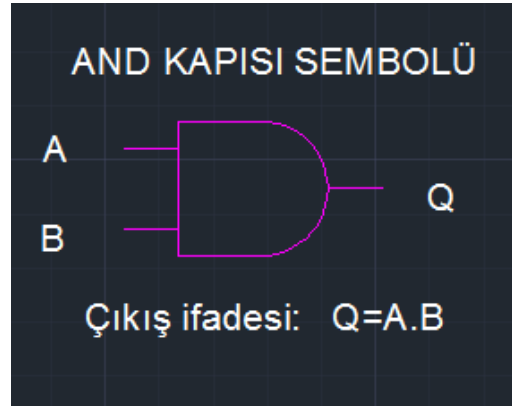 AND KAPISI SEMBOLÜ
A
Q
B
Çıkış ifadesi: Q=A.B